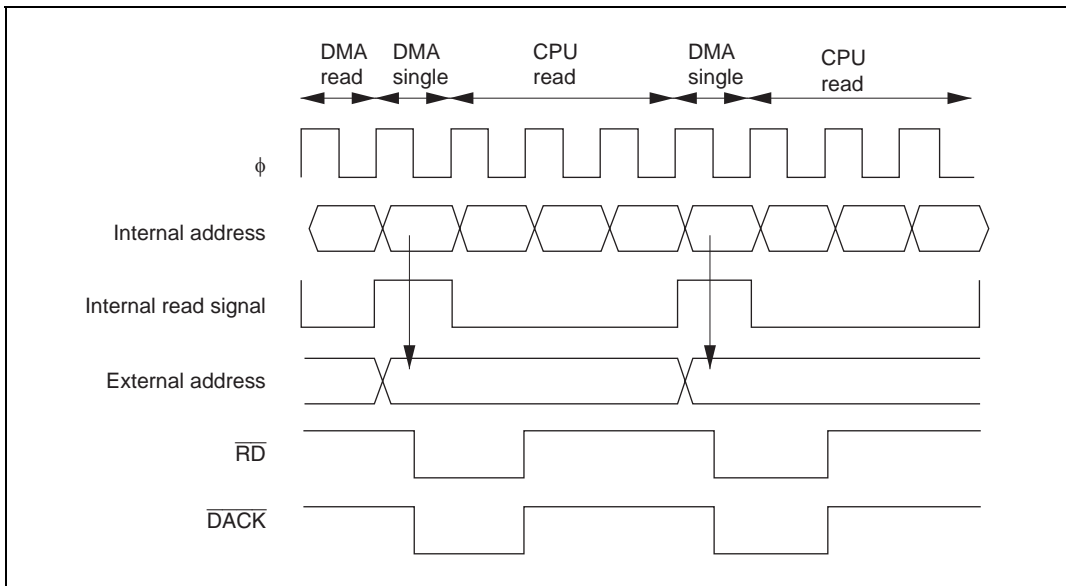 DMA read
DMA single
CPU read
DMA single
CPU read
ϕ
Internal address
Internal read signal
External address
RD
DACK